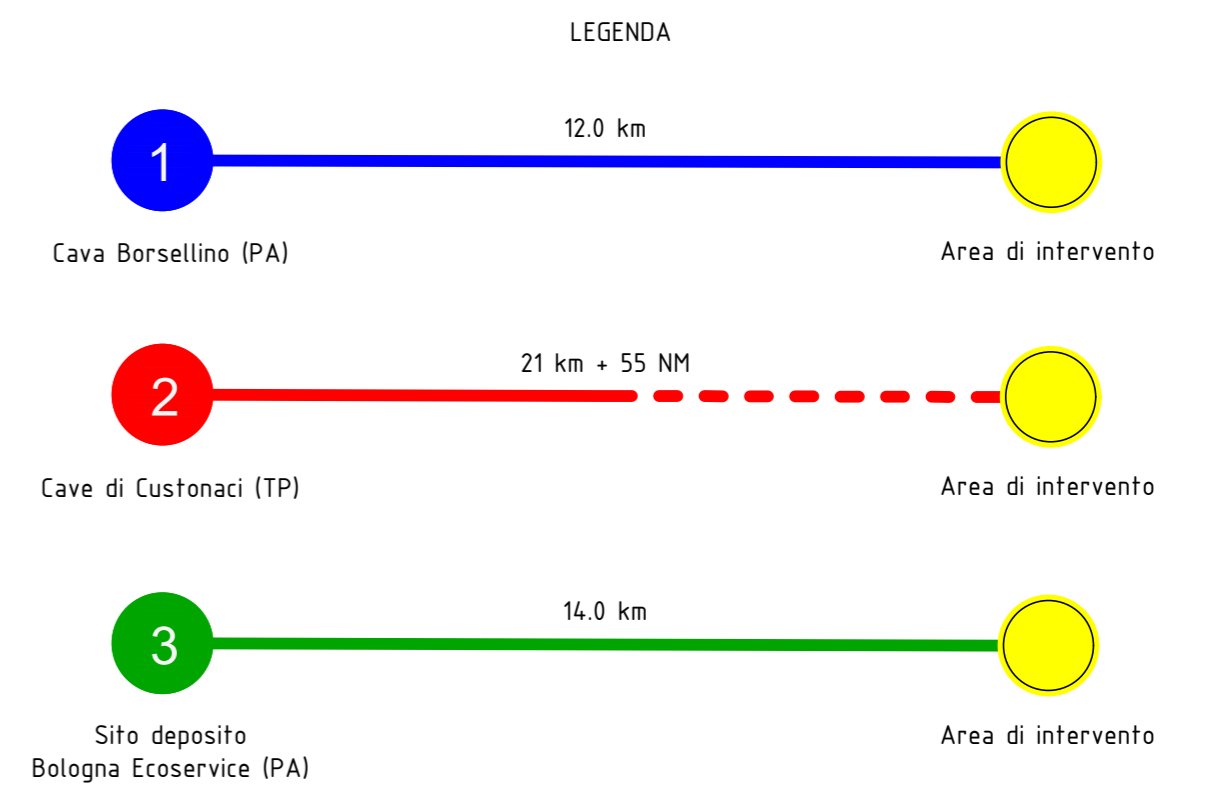 LEGENDA
12.0 km
1
Cava Borsellino (PA)
Area di intervento
21 km + 55 NM
2
Cave di Custonaci (TP)
Area di intervento
14.0 km
3
Sito deposito
Bologna Ecoservice (PA)
Area di intervento